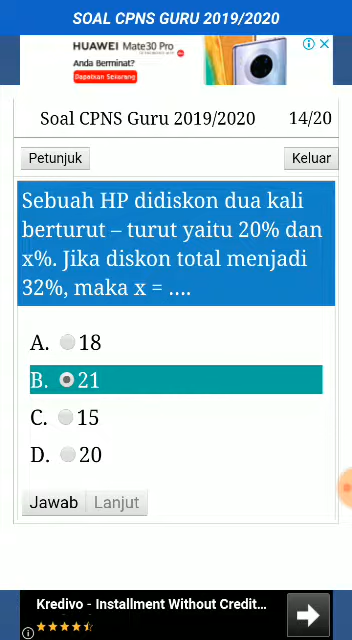 SOAL CPNS GURU 2019/2020
HUAWEI Mate30 Pro
Anda Berminat?
Dapatkan Sekarang
Soal CPNS Guru 2019/2020 14/20
Petunjuk Keluar
Sebuah HP didiskon dua kali
berturut – turut yaitu 20% dan
x%. Jika diskon total menjadi
32%, maka x = ....
A. 18
B. 21
C. 15
D. 20
Jawab Lanjut
Kredivo - Installment Without Credit...